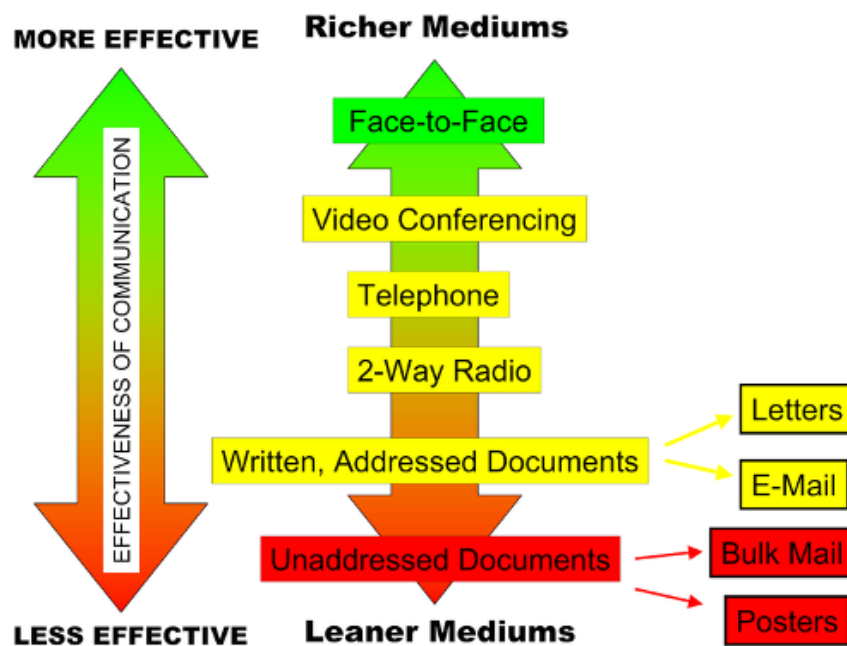 MORE EFFECTIVE
Richer Mediums
Face-to-Face
EFFECTIVENESS OF COMMUNICATION
Video Conferencing
Telephone
2-Way Radio
Letters
Written, Addressed Documents
E-Mail
Unaddressed Documents
Bulk Mail
Posters
LESS EFFECTIVE
Leaner Mediums